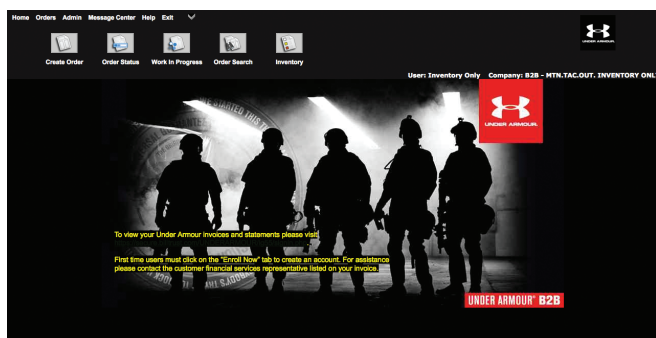 Home Orders Admin Message Center Help Exit
UNDER ARMOUR.
Create Order Order Status Work In Progress Order Search Inventory
User: Inventory Only Company: B2B - MTN.TAC.OUT. INVENTORY ONL
UNDER ARMOUR.
STARTED THIS
To view your Under Armour invoices and statsments please visit
First time users must click on the "Enroll Now" tab to create an account. For assistance
please contact the customer financial services representative listed on your invoice.
UNDER ARMOUR® B2B